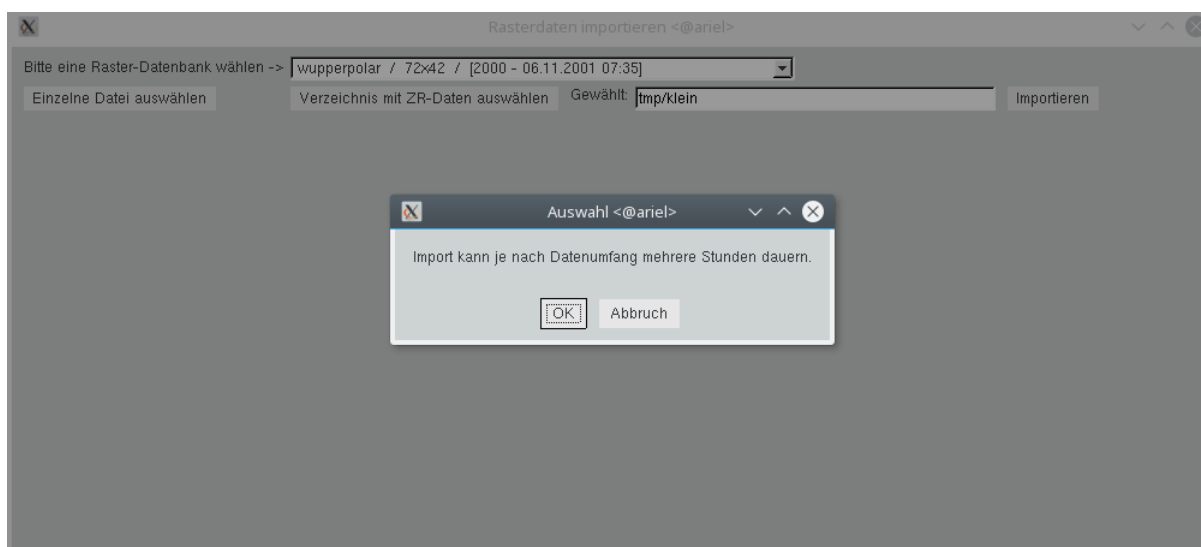 Rasterdaten importieren <@ariel>
Bitte eine Raster-Datenbank wählen -> wupperpolar / 72x42 / [2000 - 06.11.2001 07:35]
Einzelne Datei auswählen Verzeichnis mit ZR-Daten auswählen Gewählt: tmp/klein Importieren
Auswahl <@ariel>
Import kann je nach Datenumfang mehrere Stunden dauern.
OK Abbruch